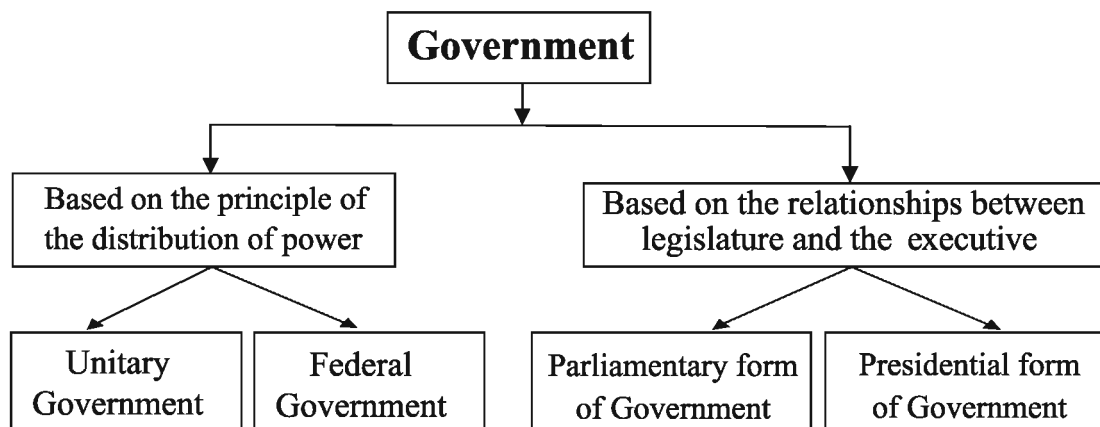 Government
Based on the principle of
the distribution of power
Based on the relationships between
legislature and the executive
Unitary
Government
Federal
Government
Parliamentary form
of Government
Presidential form
of Government